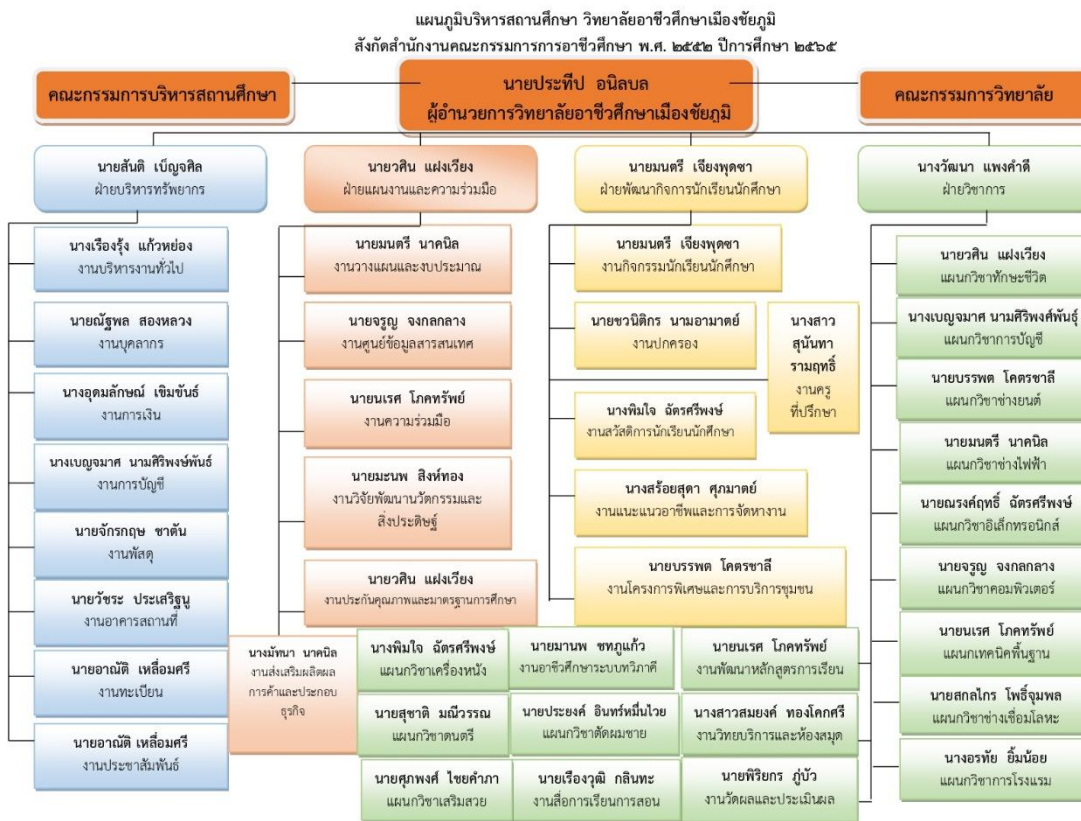 แผนภูมิบริหารสถานศึกษา วิทยาลัยอาชีวศึกษาเมืองชัยภูมิ
สังกัดสำนักงานคณะกรรมการการอาชีวศึกษา พ.ศ. ๒๕๕๒ ปีการศึกษา ๒๕๖๕
คณะกรรมการบริหารสถานศึกษา
นายประทีป อนิลบล
ผู้อำนวยการวิทยาลัยอาชีวศึกษาเมืองชัยภูมิ
คณะกรรมการวิทยาลัย
นายสันติ เบ็ญจศิล
ฝ่ายบริหารทรัพยากร
นายวศิน แฝงเวียง
ฝ่ายแผนงานและความร่วมมือ
นายมนตรี เจียงพุดซา
ฝ่ายพัฒนากิจการนักเรียนนักศึกษา
นางวัฒนา แพงคำดี
ฝ่ายวิชาการ
นางเรืองรุ้ง แก้วหย่อง
งานบริหารงานทั่วไป
นายณัฐพล สองหลวง
งานบุคลากร
นางอุดมลักษณ์ เขิมขันธ์
งานการเงิน
นางเบญจมาศ นามศิริพงษ์พันธ์
งานการบัญชี
นายจักรกฤษ ชาตัน
งานพัสดุ
นายวัชระ ประเสริฐนู
งานอาคารสถานที่
นายอาณัติ เหลื่อมศรี
งานทะเบียน
นายอาณัติ เหลื่อมศรี
งานประชาสัมพันธ์
นายมนตรี นาคนิล
งานวางแผนและงบประมาณ
นายจรูญ จงกลกลาง
งานศูนย์ข้อมูลสารสนเทศ
นายนเรศ โภคทรัพย์
งานความร่วมมือ
นายมะนพ สิงห์ทอง
งานวิจัยพัฒนานวัตกรรมและ
สิ่งประดิษฐ์
นายวศิน แฝงเวียง
งานประกันคุณภาพและมาตรฐานการศึกษา
นางมัทนา นาคนิล
งานส่งเสริมผลิตผล
การค้าและประกอบ
ธุรกิจ
นายมนตรี เจียงพุดซา
งานกิจกรรมนักเรียนนักศึกษา
นายชวนิติกร นามอามาตย์
งานปกครอง
นางสาว
สุนันทา
รามฤทธิ์
งานครู
ที่ปรึกษา
นางพิมใจ ฉัตรศรีพงษ์
งานสวัสดิการนักเรียนนักศึกษา
นางสร้อยสุดา ศุภมาตย์
งานแนะแนวอาชีพและการจัดหางาน
นายบรรพต โคตรชาลี
งานโครงการพิเศษและการบริการชุมชน
นายวศิน แฝงเวียง
แผนกวิชาทักษะชีวิต
นางเบญจมาศ นามศิริพงศ์พันธุ์
แผนกวิชาการบัญชี
นายบรรพต โคตรชาลี
แผนกวิชาช่างยนต์
นายมนตรี นาคนิล
แผนกวิชาช่างไฟฟ้า
นายณรงค์ฤทธิ์ ฉัตรศรีพงษ์
แผนกวิชาอิเล็กทรอนิกส์
นายจรูญ จงกลกลาง
แผนกวิชาคอมพิวเตอร์
นายนเรศ โภคทรัพย์
แผนกเทคนิคพื้นฐาน
นายสกลไกร โพธิ์จุมพล
แผนกวิชาช่างเชื่อมโลหะ
นางอรทัย ยิ้มน้อย
แผนกวิชาการโรงแรม
นางพิมใจ ฉัตรศรีพงษ์
แผนกวิชาเครื่องหนัง
นายมานพ ชทภูแก้ว
งานอาชีวศึกษาระบบทวิภาคี
นายนเรศ โภคทรัพย์
งานพัฒนาหลักสูตรการเรียน
นายสุชาติ มณีวรรณ
แผนกวิชาดนตรี
นายประยงค์ อินทร์หมื่นไวย
แผนกวิชาตัดผมชาย
นางสาวสมยงค์ ทองโคกศรี
งานวิทยบริการและห้องสมุด
นายศุภพงศ์ ไชยคำภา
แผนกวิชาเสริมสวย
นายเรืองวุฒิ กลินทะ
งานสื่อการเรียนการสอน
นายพิริยกร ภู่บัว
งานวัดผลและประเมินผล